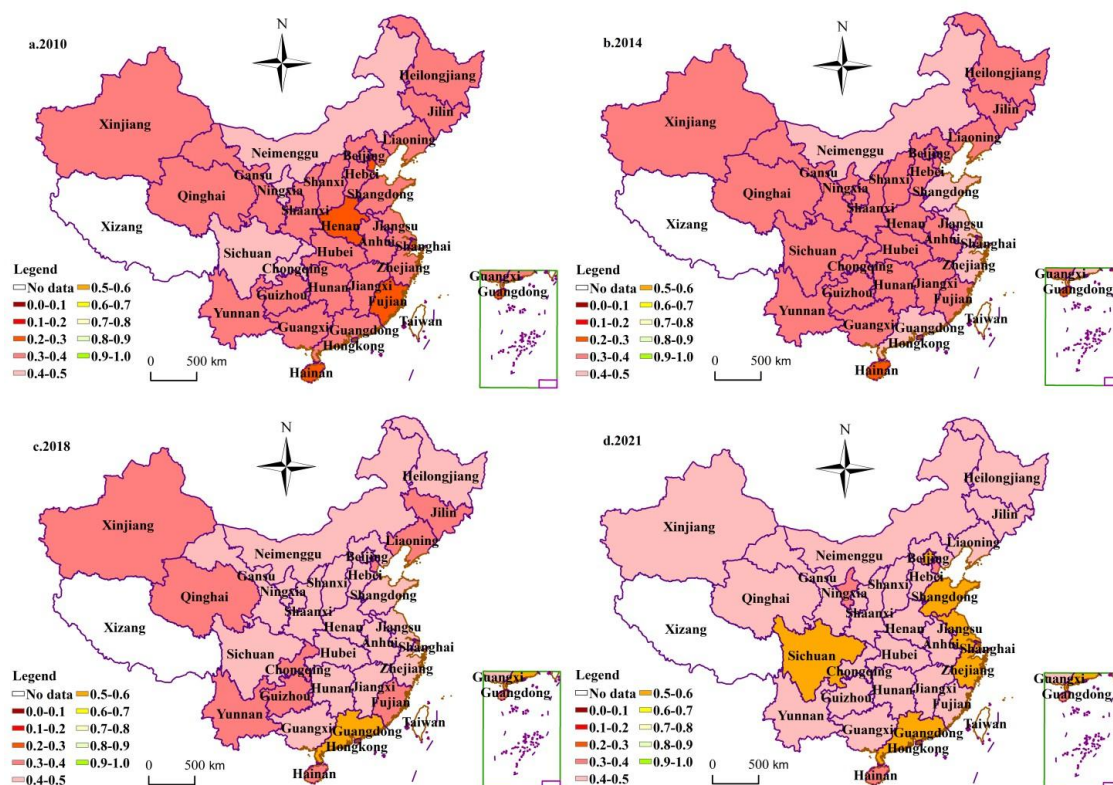 a.2010
N
Heilongjiang
Jilin
Xinjiang
Liaoning
Neimenggu
Beijing
Gansu
Hebei
Ningxia
Shanxi
Qinghai
Shangdong
Shaanxi
Henan
Jiangsu
Xizang
Anhui
Shanghai
Sichuan
Hubei
Chongqing
Zhejiang
Guizhou
Hunan
Jiangxi
Fujian
Yunnan
Guangxi
Guangdong
Taiwan
Hongkong
Hainan
Legend
No data
0.5-0.6
0.0-0.1
0.6-0.7
0.1-0.2
0.7-0.8
0.2-0.3
0.8-0.9
0.3-0.4
0.9-1.0
0.4-0.5
0 500 km
Guangxi
Guangdong
b.2014
N
Heilongjiang
Jilin
Xinjiang
Liaoning
Neimenggu
Beijing
Gansu
Hebei
Ningxia
Shanxi
Qinghai
Shangdong
Shaanxi
Henan
Jiangsu
Xizang
Anhui
Shanghai
Sichuan
Hubei
Chongqing
Zhejiang
Guizhou
Hunan
Jiangxi
Fujian
Yunnan
Guangxi
Guangdong
Taiwan
Hongkong
Hainan
Legend
No data
0.5-0.6
0.0-0.1
0.6-0.7
0.1-0.2
0.7-0.8
0.2-0.3
0.8-0.9
0.3-0.4
0.9-1.0
0.4-0.5
0 500 km
Guangxi
Guangdong
c.2018
N
Heilongjiang
Jilin
Xinjiang
Liaoning
Neimenggu
Beijing
Gansu
Hebei
Ningxia
Shanxi
Qinghai
Shangdong
Shaanxi
Henan
Jiangsu
Xizang
Anhui
Shanghai
Sichuan
Hubei
Chongqing
Zhejiang
Guizhou
Hunan
Jiangxi
Fujian
Yunnan
Guangxi
Guangdong
Taiwan
Hongkong
Hainan
Legend
No data
0.5-0.6
0.0-0.1
0.6-0.7
0.1-0.2
0.7-0.8
0.2-0.3
0.8-0.9
0.3-0.4
0.9-1.0
0.4-0.5
0 500 km
Guangxi
Guangdong
d.2021
N
Heilongjiang
Jilin
Xinjiang
Liaoning
Neimenggu
Beijing
Gansu
Hebei
Ningxia
Shanxi
Qinghai
Shangdong
Shaanxi
Henan
Jiangsu
Xizang
Anhui
Shanghai
Sichuan
Hubei
Chongqing
Zhejiang
Guizhou
Hunan
Jiangxi
Fujian
Yunnan
Guangxi
Guangdong
Taiwan
Hongkong
Hainan
Legend
No data
0.5-0.6
0.0-0.1
0.6-0.7
0.1-0.2
0.7-0.8
0.2-0.3
0.8-0.9
0.3-0.4
0.9-1.0
0.4-0.5
0 500 km
Guangxi
Guangdong